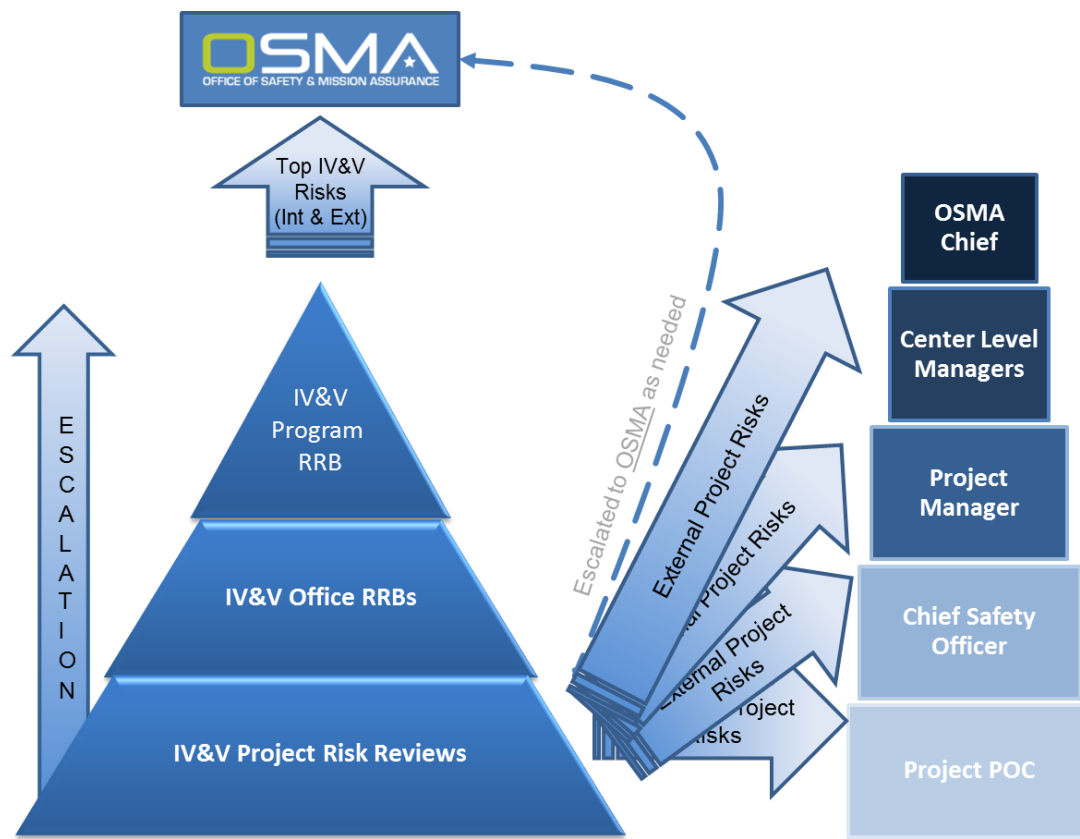 OSMA
OFFICE OF SAFETY & MISSION ASSURANCE
Top IV&V
Risks
(Int & Ext)
ESCALATION
IV&V
Program
RRB
IV&V Office RRBs
IV&V Project Risk Reviews
Escalated to OSMA as needed
External Project Risks
Project Risks
External Project
Risks
Project
Risks
OSMA
Chief
Center Level
Managers
Project
Manager
Chief Safety
Officer
Project POC